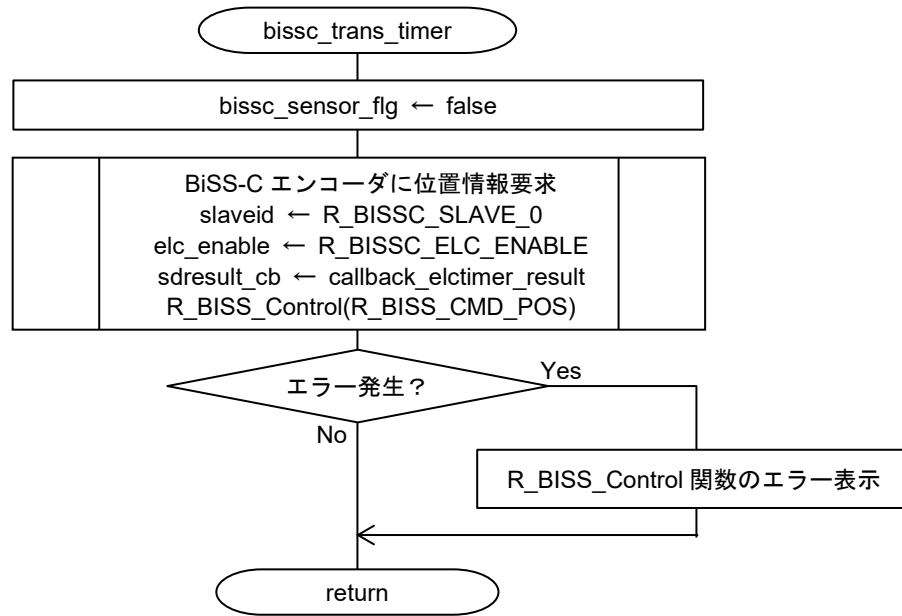 bissc_trans_timer
bissc_sensor_flg ← false
BiSS-C エンコーダに位置情報要求
slaveid ← R_BISSC_SLAVE_0
elc_enable ← R_BISSC_ELC_ENABLE
sdresult_cb ← callback_elctimer_result
R_BISS_Control(R_BISS_CMD_POS)
エラー発生？
Yes
No
R_BISS_Control 関数のエラー表示
return